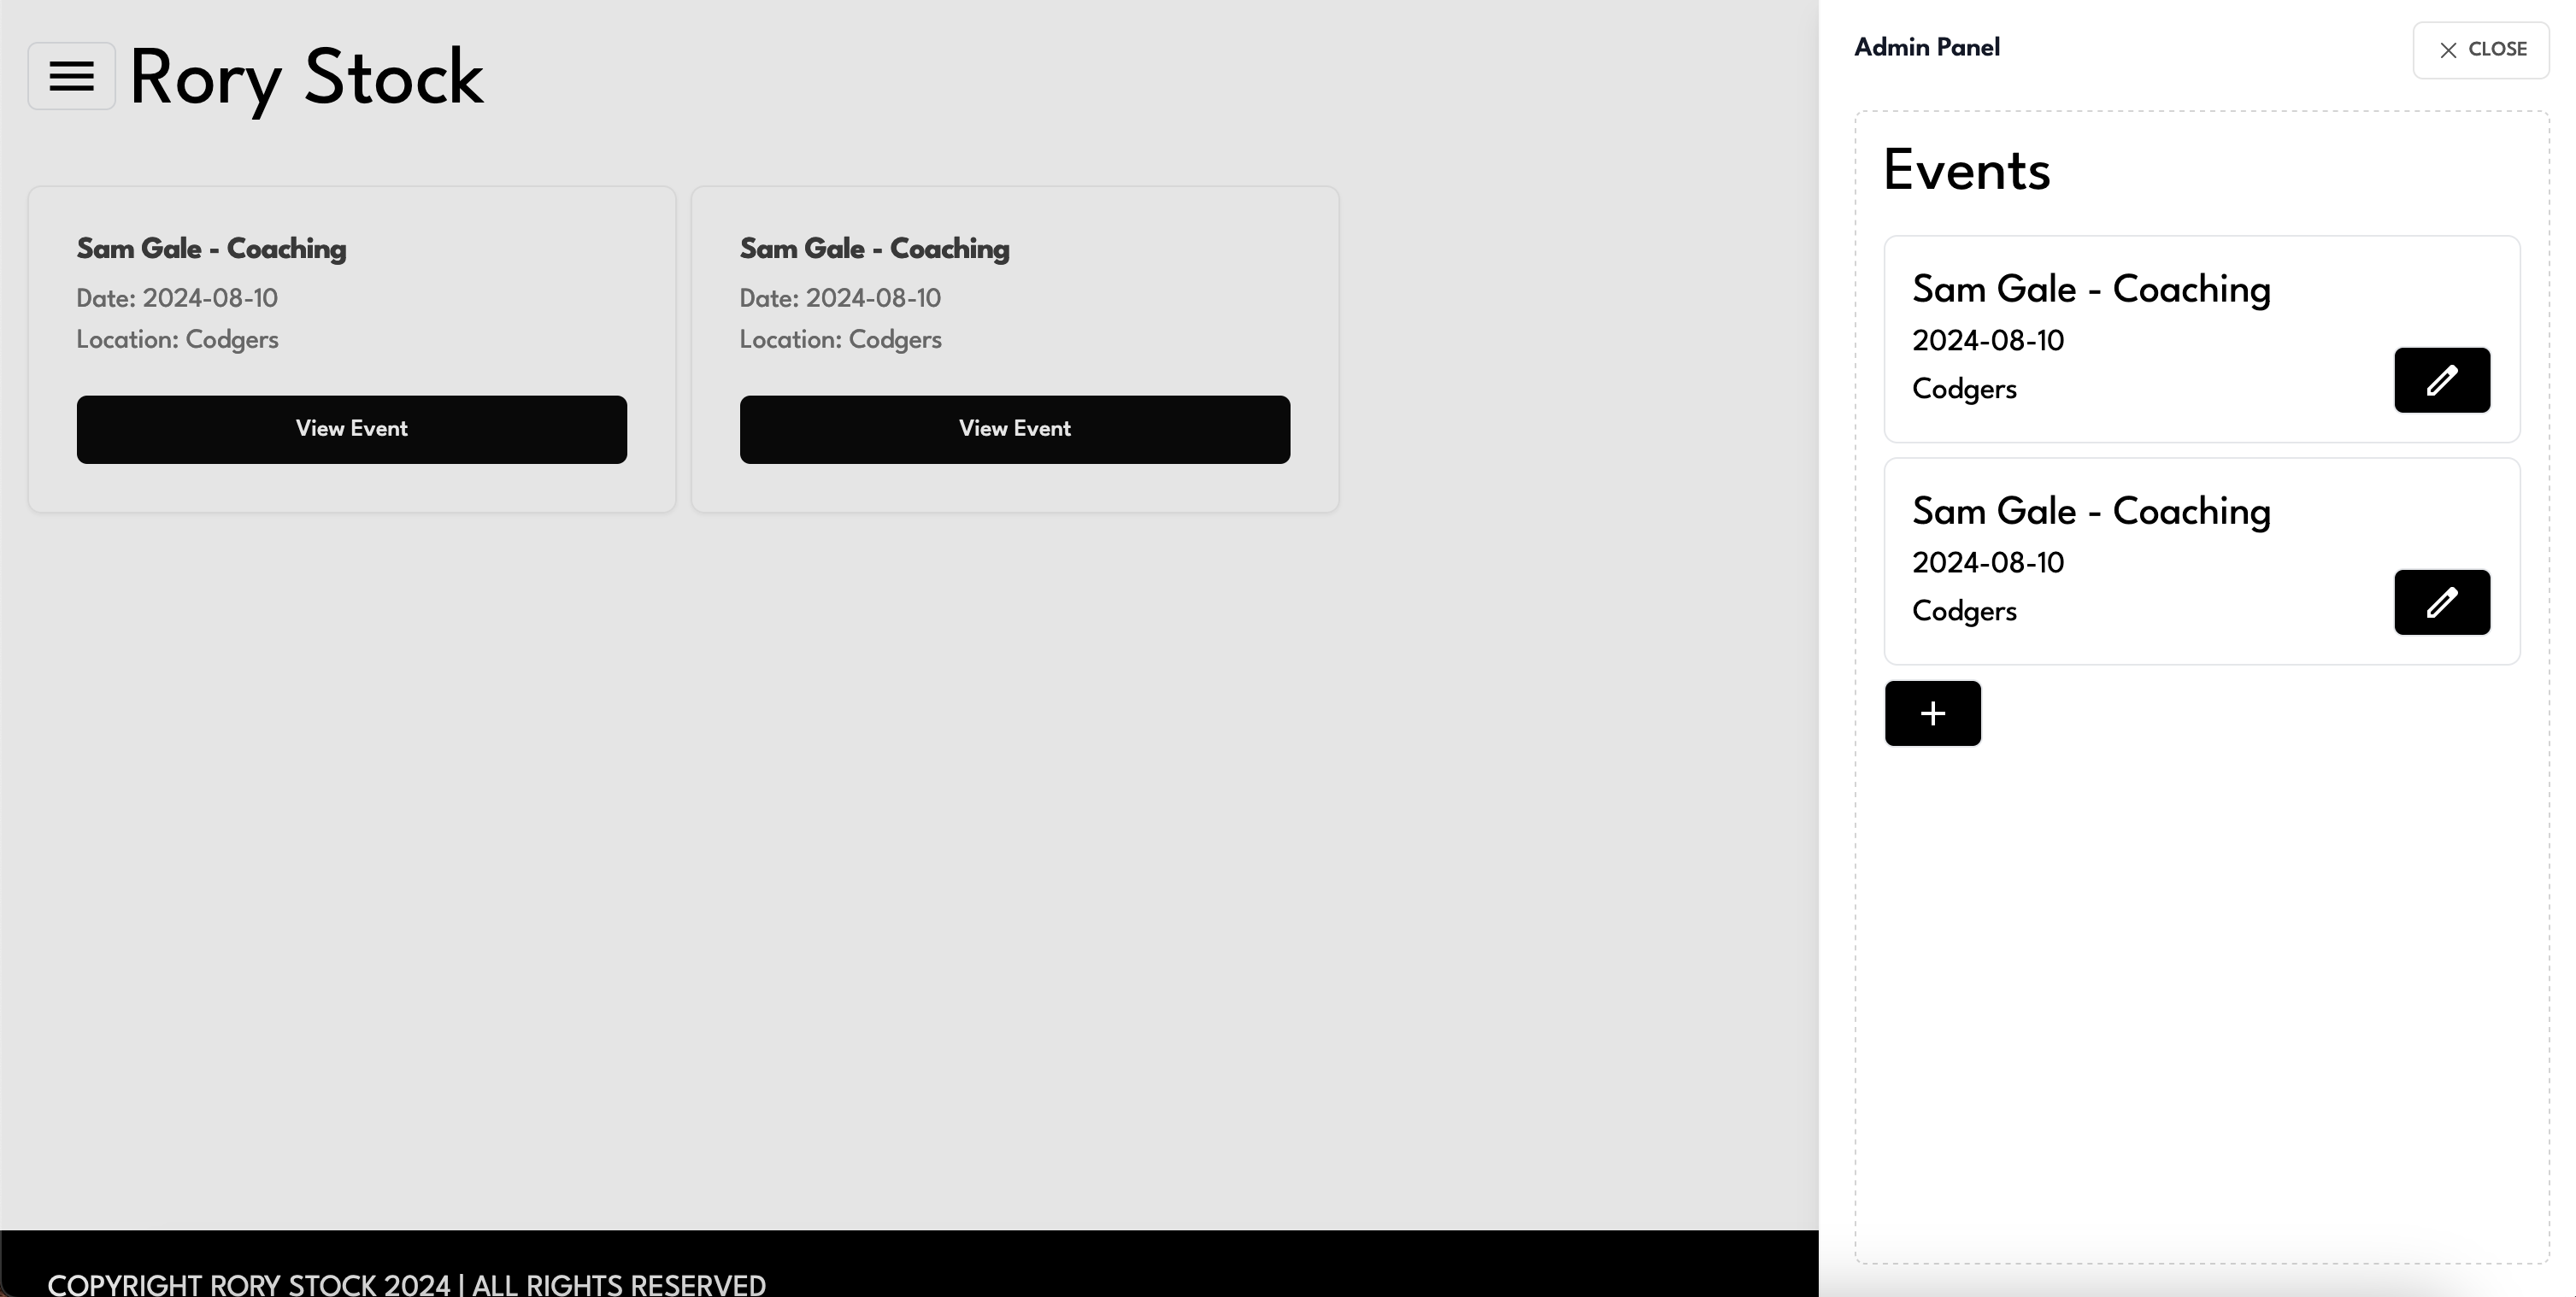 Rory Stock
Sam Gale - Coaching
Date: 2024-08-10
Location: Codgers
View Event
Sam Gale - Coaching
Date: 2024-08-10
Location: Codgers
View Event
COPYRIGHT RORY STOCK 2024 | ALL RIGHTS RESERVED
Admin Panel
CLOSE
Events
Sam Gale - Coaching
2024-08-10
Codgers
Sam Gale - Coaching
2024-08-10
Codgers